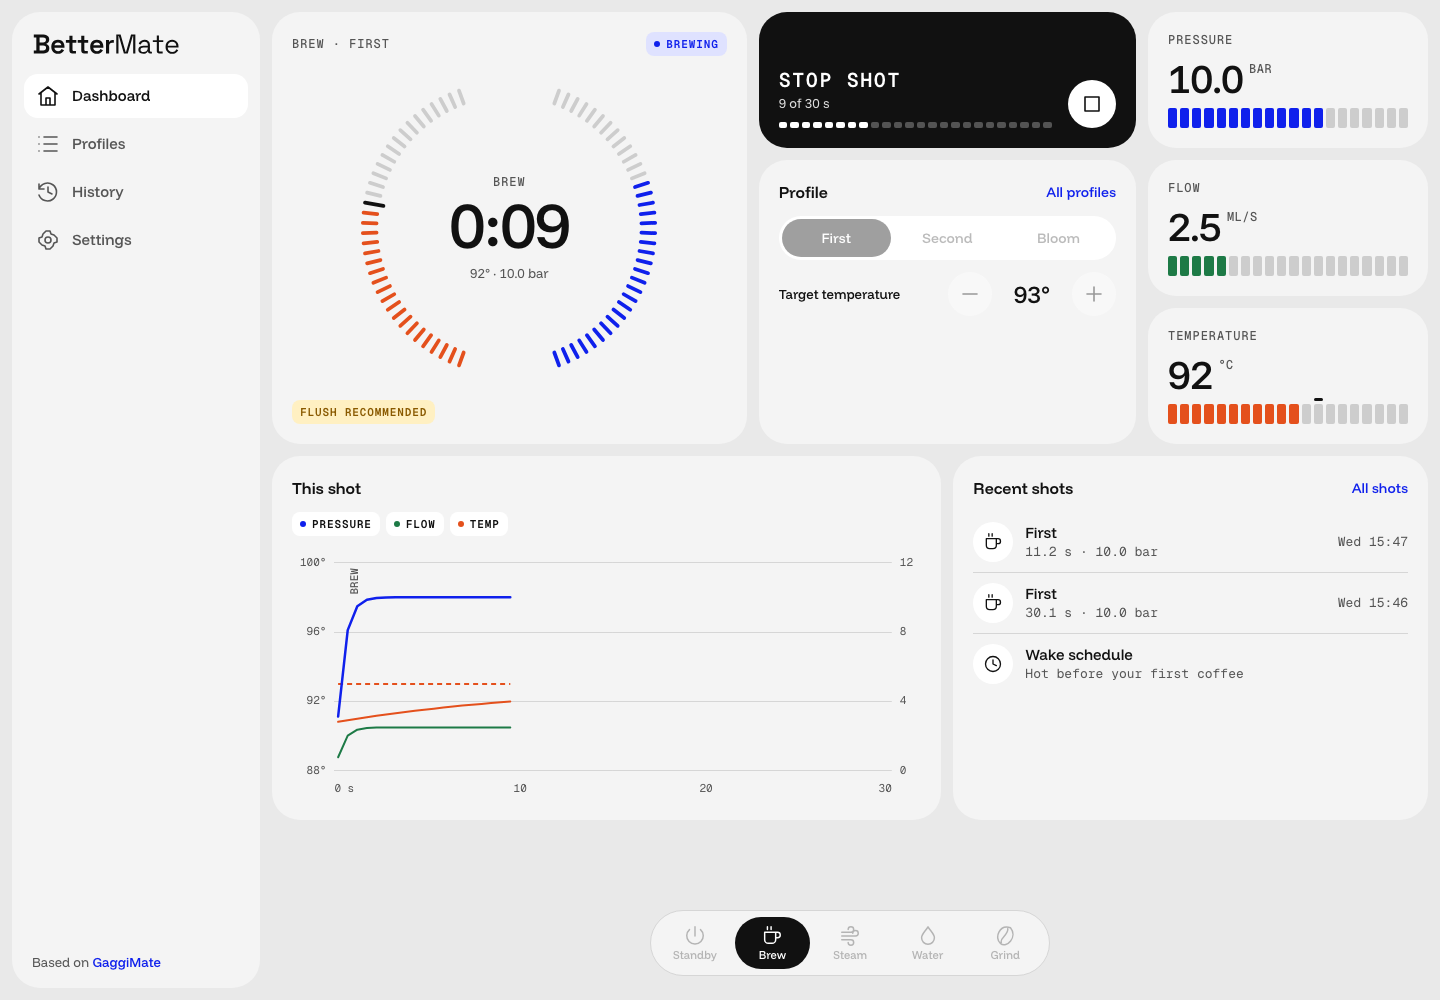 BetterMate
Dashboard
Profiles
History
Settings
Based on GaggiMate
BREW · FIRST
BREWING
BREW
0:09
92° · 10.0 bar
FLUSH RECOMMENDED
STOP SHOT
9 of 30 s
Profile
All profiles
First Second Bloom
Target temperature
93°
PRESSURE
10.0 BAR
FLOW
2.5 ML/S
TEMPERATURE
92 °C
This shot
PRESSURE FLOW TEMP
100° 12
BREW
96° 8
92° 4
88° 0
0 s 10 20 30
Recent shots
All shots
First
11.2 s · 10.0 bar
Wed 15:47
First
30.1 s · 10.0 bar
Wed 15:46
Wake schedule
Hot before your first coffee
Standby Brew Steam Water Grind